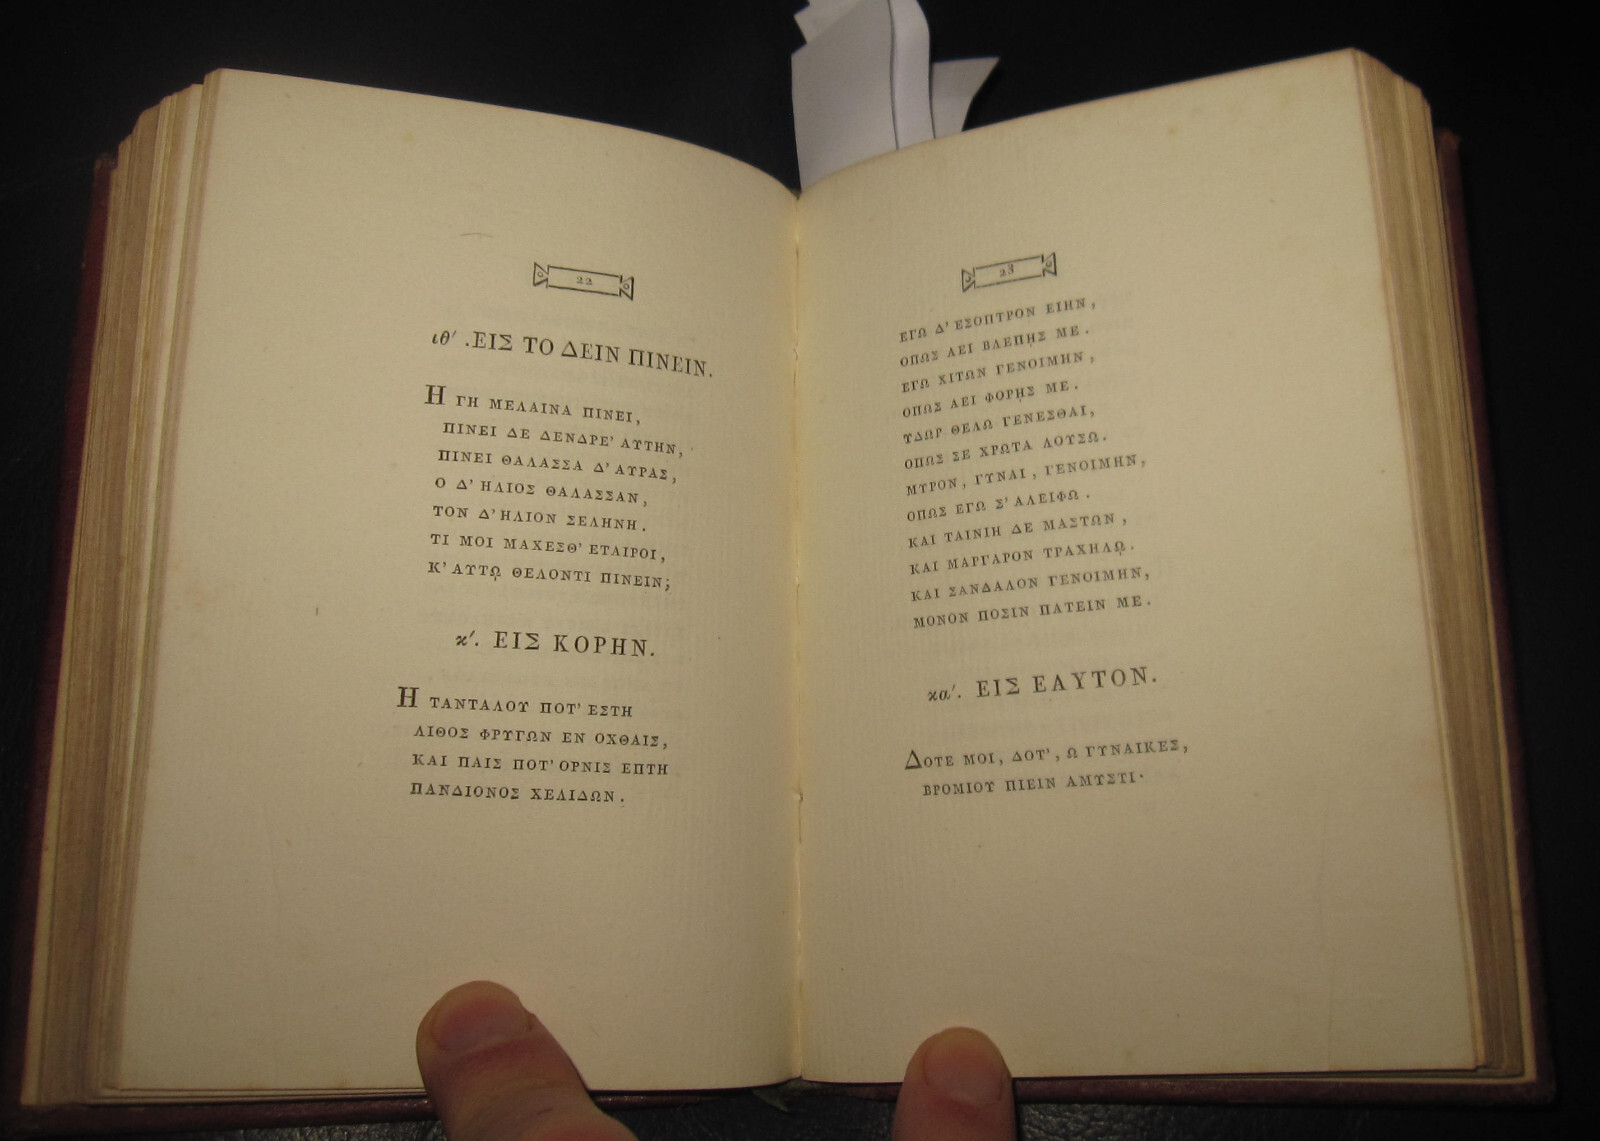 22
ιθ'. ΕΙΣ ΤΟ ΔΕΙΝ ΠΙΝΕΙΝ.
Η ΓΗ ΜΕΛΑΙΝΑ ΠΙΝΕΙ,
ΠΙΝΕΙ ΔΕ ΔΕΝΔΡΕ' ΑΥΤΗΝ,
ΠΙΝΕΙ ΘΑΛΑΣΣΑ Δ' ΑΥΡΑΣ,
Ο Δ' ΗΛΙΟΣ ΘΑΛΑΣΣΑΝ,
ΤΟΝ Δ' ΗΛΙΟΝ ΣΕΛΗΝΗ.
ΤΙ ΜΟΙ ΜΑΧΕΣΘ' ΕΤΑΙΡΟΙ,
Κ' ΑΥΤῼ ΘΕΛΟΝΤΙ ΠΙΝΕΙΝ;
ϰ'. ΕΙΣ ΚΟΡΗΝ.
Η ΤΑΝΤΑΛΟΥ ΠΟΤ' ΕΣΤΗ
ΛΙΘΟΣ ΦΡΥΓΩΝ ΕΝ ΟΧΘΑΙΣ,
ΚΑΙ ΠΑΙΣ ΠΟΤ' ΟΡΝΙΣ ΕΠΤΗ
ΠΑΝΔΙΟΝΟΣ ΧΕΛΙΔΩΝ.
23
ΕΓΩ Δ' ΕΣΟΠΤΡΟΝ ΕΙΗΝ,
ΟΠΩΣ ΑΕΙ ΒΛΕΠῌΣ ΜΕ.
ΕΓΩ ΧΙΤΩΝ ΓΕΝΟΙΜΗΝ,
ΟΠΩΣ ΑΕΙ ΦΟΡῌΣ ΜΕ.
ΥΔΩΡ ΘΕΛΩ ΓΕΝΕΣΘΑΙ,
ΟΠΩΣ ΣΕ ΧΡΩΤΑ ΛΟΥΣΩ.
ΜΥΡΟΝ, ΓΥΝΑΙ, ΓΕΝΟΙΜΗΝ,
ΟΠΩΣ ΕΓΩ Σ' ΑΛΕΙΦΩ.
ΚΑΙ ΤΑΙΝΙΗ ΔΕ ΜΑΣΤΩΝ,
ΚΑΙ ΜΑΡΓΑΡΟΝ ΤΡΑΧΗΛῼ.
ΚΑΙ ΣΑΝΔΑΛΟΝ ΓΕΝΟΙΜΗΝ,
ΜΟΝΟΝ ΠΟΣΙΝ ΠΑΤΕΙΝ ΜΕ.
ϰα'. ΕΙΣ ΕΑΥΤΟΝ.
ΔΟΤΕ ΜΟΙ, ΔΟΤ', Ω ΓΥΝΑΙΚΕΣ,
ΒΡΟΜΙΟΥ ΠΙΕΙΝ ΑΜΥΣΤΙ·